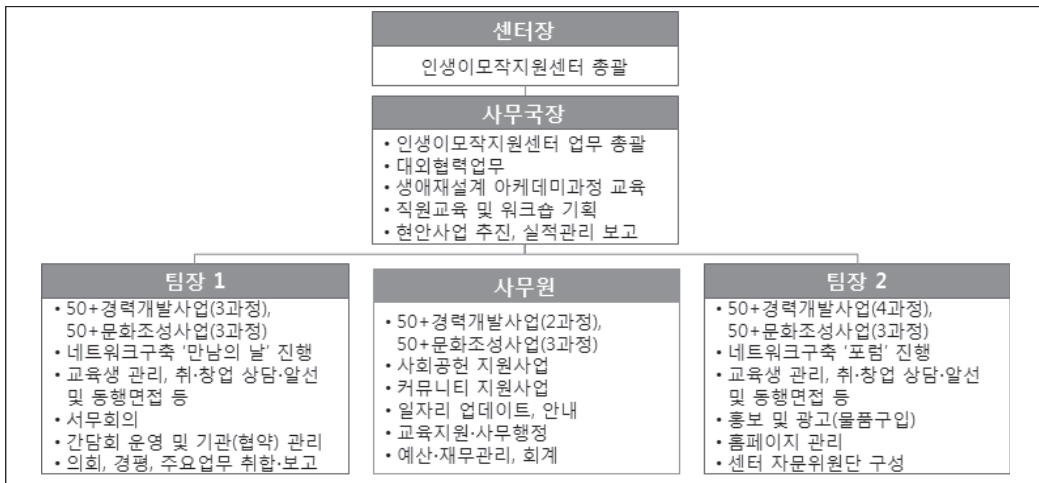 센터장
인생이모작지원센터 총괄
사무국장
• 인생이모작지원센터 업무 총괄
• 대외협력업무
• 생애재설계 아케데미과정 교육
• 직원교육 및 워크숍 기획
• 현안사업 추진, 실적관리 보고
팀장 1
• 50+경력개발사업(3과정),
50+문화조성사업(3과정)
• 네트워크구축 '만남의 날' 진행
• 교육생 관리, 취·창업 상담·알선
및 동행면접 등
• 서무회의
• 간담회 운영 및 기관(협약) 관리
• 의회, 경평, 주요업무 취합·보고
사무원
• 50+경력개발사업(2과정),
50+문화조성사업(3과정)
• 사회공헌 지원사업
• 커뮤니티 지원사업
• 일자리 업데이트, 안내
• 교육지원·사무행정
• 예산·재무관리, 회계
팀장 2
• 50+경력개발사업(4과정),
50+문화조성사업(3과정)
• 네트워크구축 '포럼' 진행
• 교육생 관리, 취·창업 상담·알선
및 동행면접 등
• 홍보 및 광고(물품구입)
• 홈페이지 관리
• 센터 자문위원단 구성